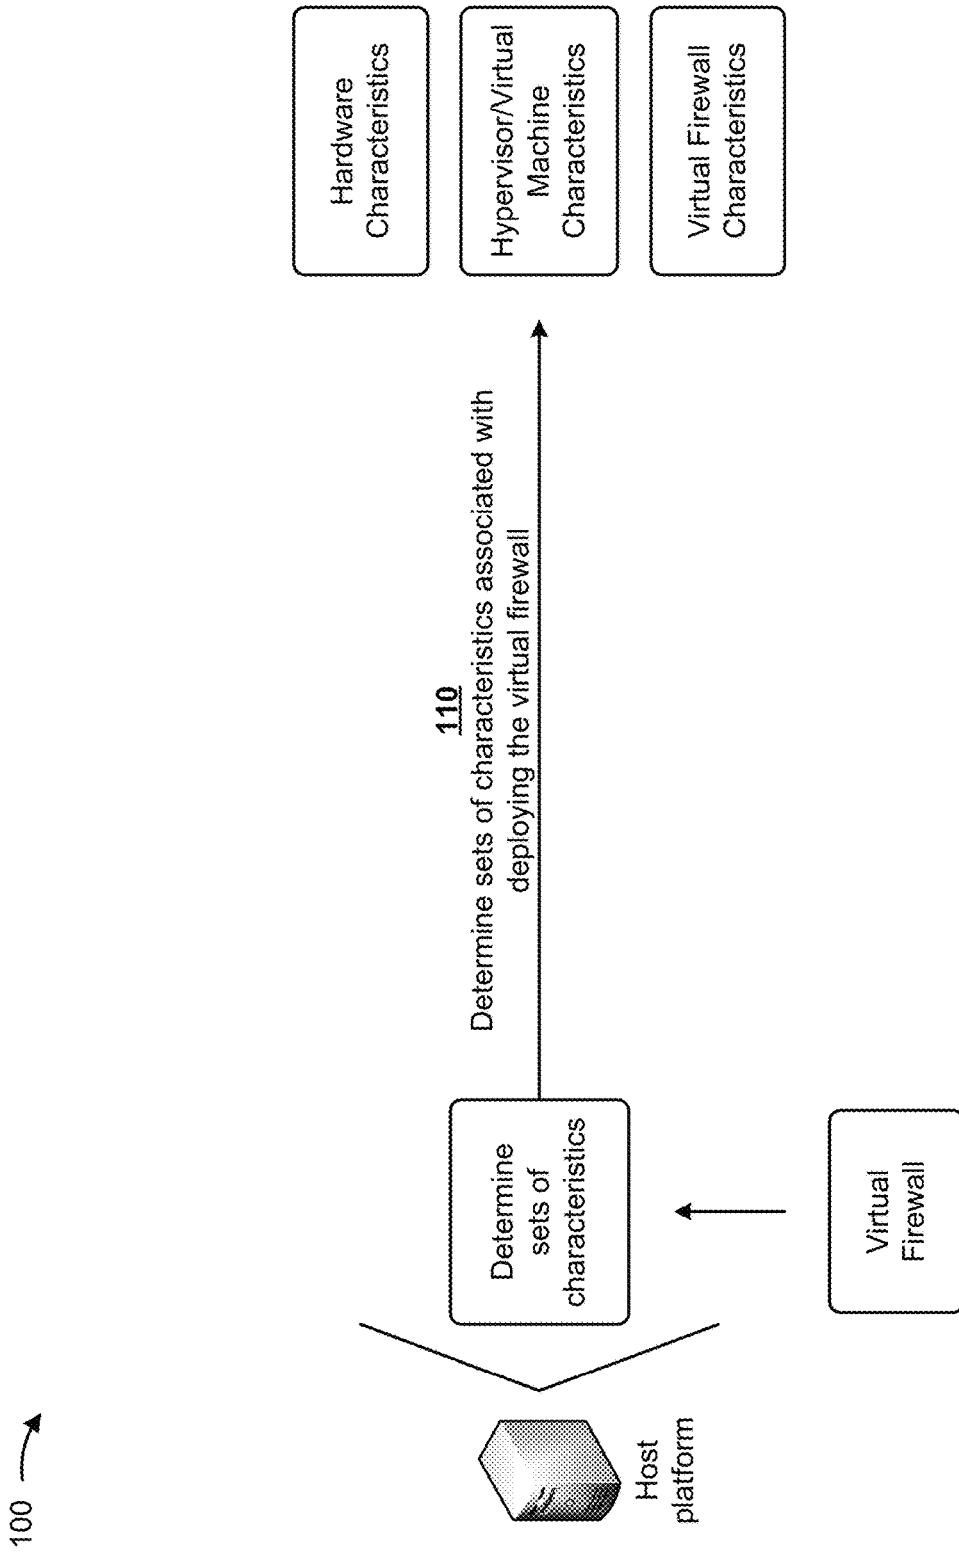 100
Host
platform
Determine
sets of
characteristics
Virtual
Firewall
110
Determine sets of characteristics associated with
deploying the virtual firewall
Hardware
Characteristics
Hypervisor/Virtual
Machine
Characteristics
Virtual Firewall
Characteristics